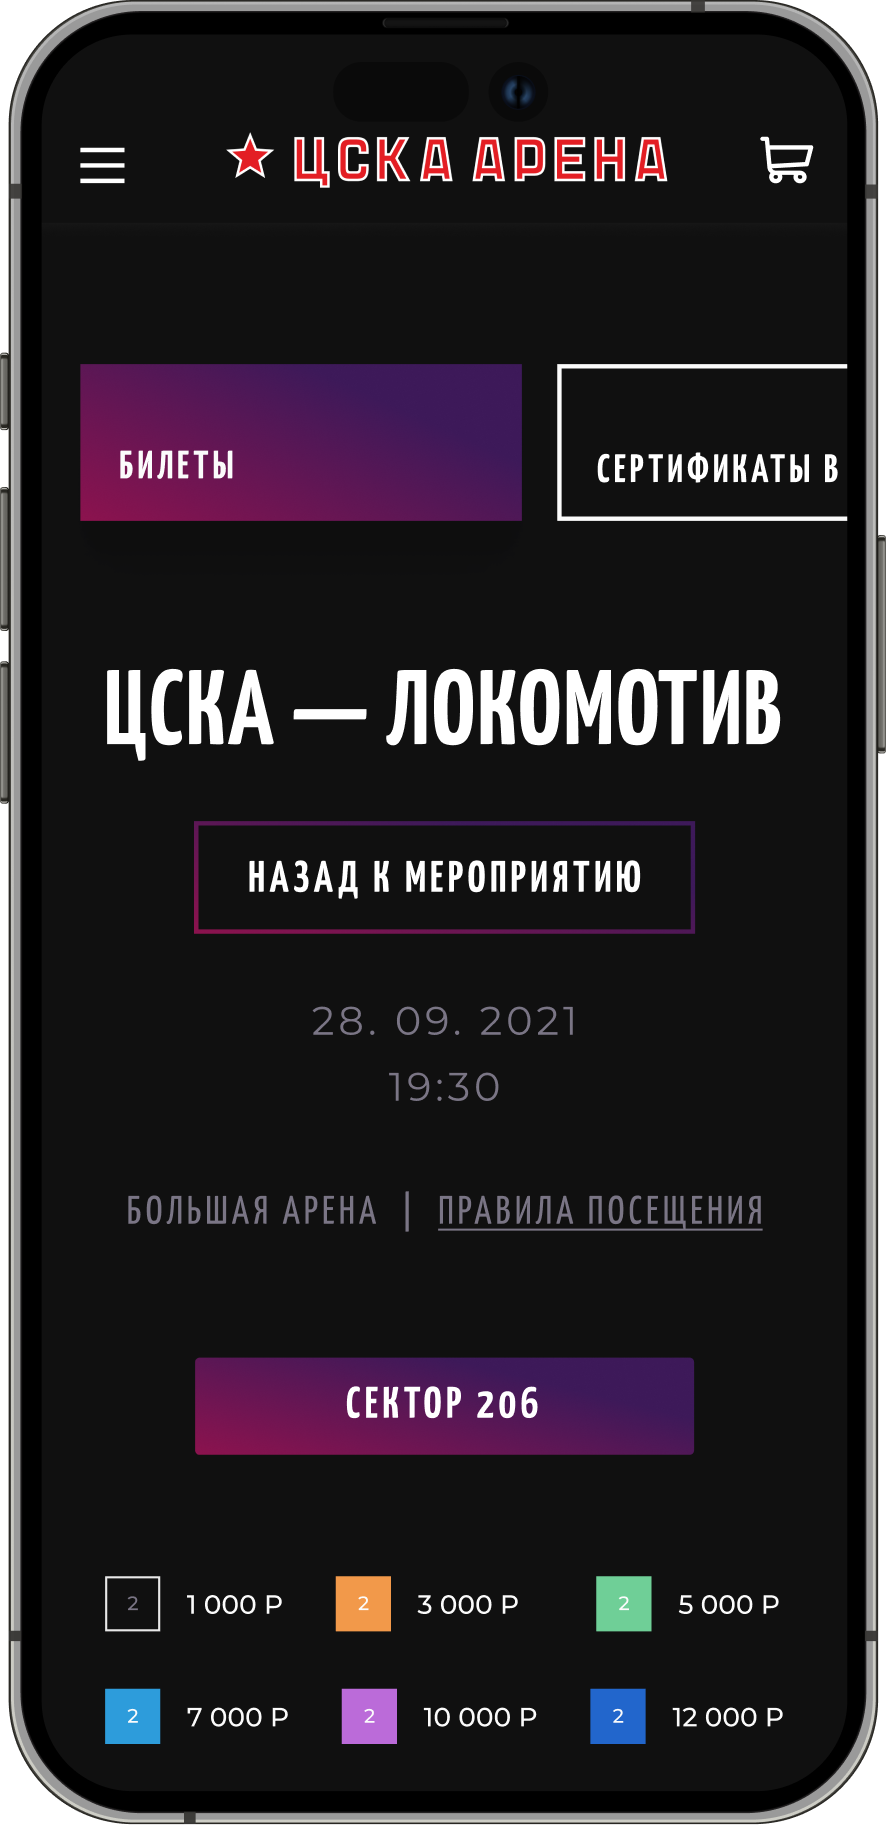 ЦСКА АРЕНА
БИЛЕТЫ
СЕРТИФИКАТЫ В
ЦСКА — ЛОКОМОТИВ
НАЗАД К МЕРОПРИЯТИЮ
28. 09. 2021
19:30
БОЛЬШАЯ АРЕНА | ПРАВИЛА ПОСЕЩЕНИЯ
СЕКТОР 206
2 1 000 Р 2 3 000 Р 2 5 000 Р
2 7 000 Р 2 10 000 Р 2 12 000 Р